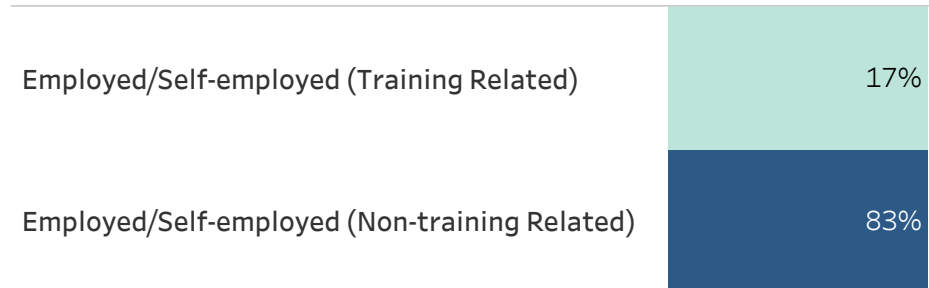 Employed/Self-employed (Training Related) 17%
Employed/Self-employed (Non-training Related) 83%